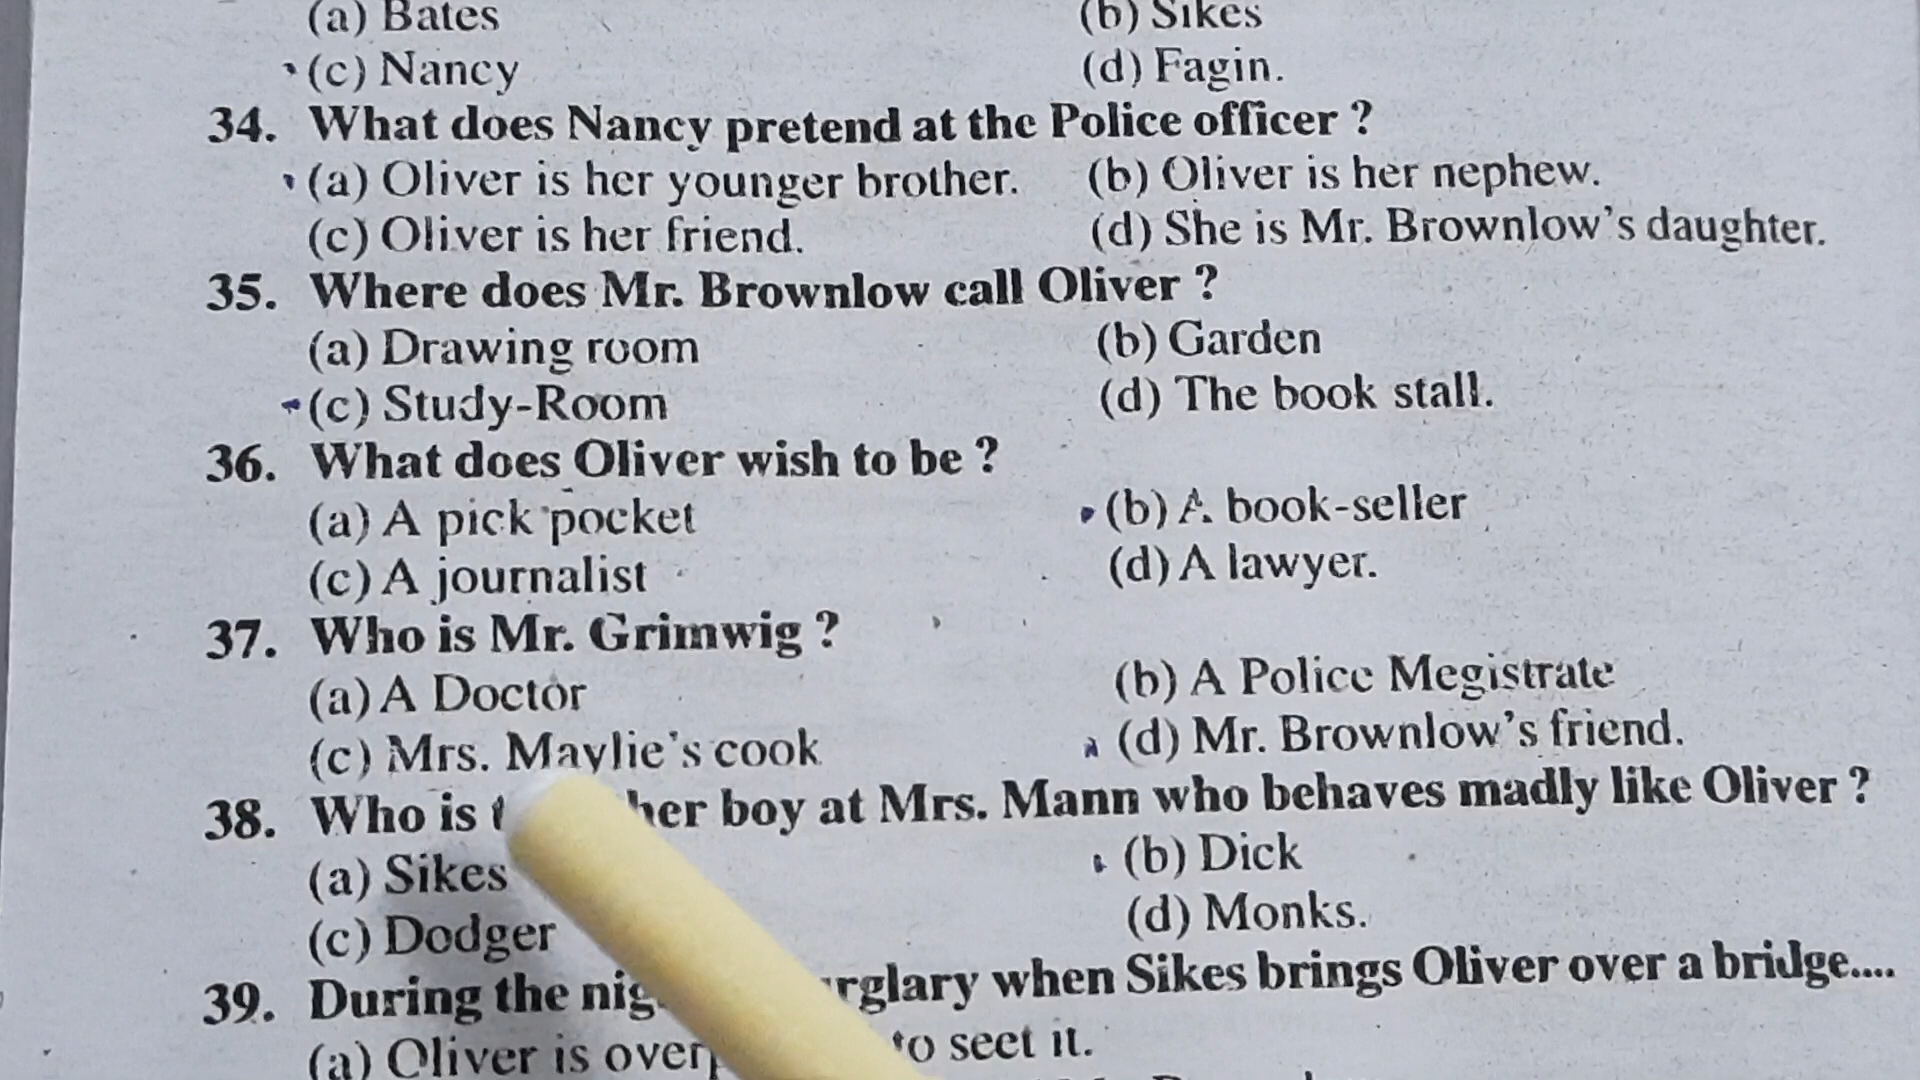 (a) Bates (b) Sikes
(c) Nancy (d) Fagin.
34. What does Nancy pretend at the Police officer ?
(a) Oliver is her younger brother. (b) Oliver is her nephew.
(c) Oliver is her friend. (d) She is Mr. Brownlow's daughter.
35. Where does Mr. Brownlow call Oliver ?
(a) Drawing room (b) Garden
(c) Study-Room (d) The book stall.
36. What does Oliver wish to be ?
(a) A pick pocket (b) A book-seller
(c) A journalist (d) A lawyer.
37. Who is Mr. Grimwig ?
(a) A Doctor (b) A Police Megistrate
(c) Mrs. Maylie's cook (d) Mr. Brownlow's friend.
38. Who is boy at Mrs. Mann who behaves madly like Oliver ?
(a) Sikes (b) Dick
(c) Dodger (d) Monks.
39. During the when Sikes brings Oliver over a bridge....
(a) Oliver is to seet it.